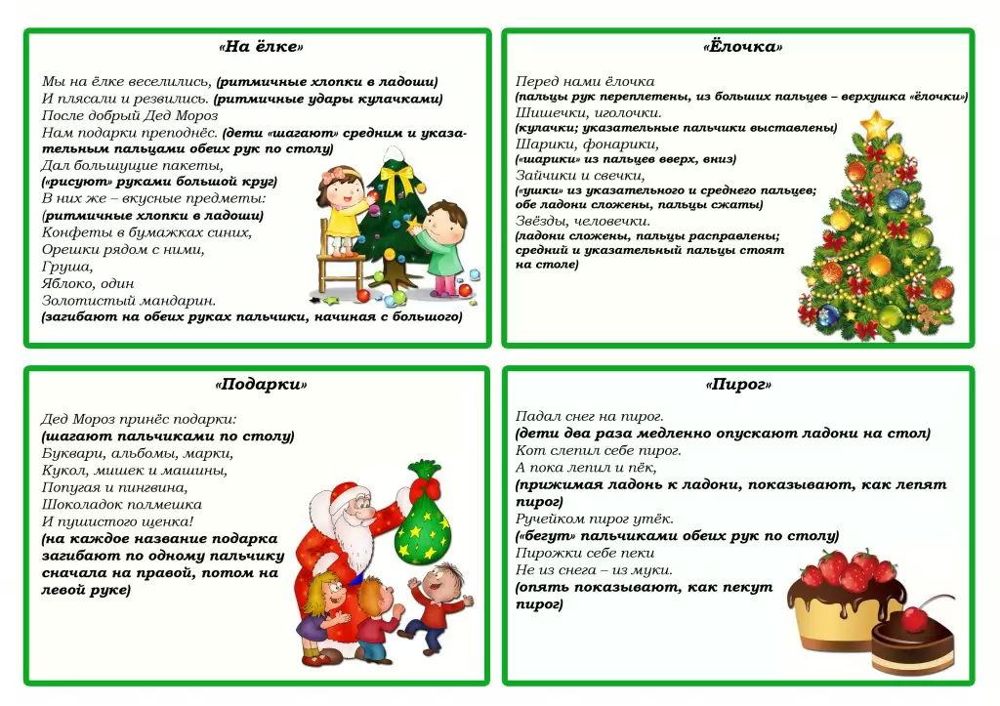 «На ёлке»
Мы на ёлке веселились, (ритмичные хлопки в ладоши)
И плясали и резвились. (ритмичные удары кулачками)
После добрый Дед Мороз
Нам подарки преподнёс. (дети «шагают» средним и указа-
тельным пальцами обеих рук по столу)
Дал большущие пакеты,
(«рисуют» руками большой круг)
В них же – вкусные предметы:
(ритмичные хлопки в ладоши)
Конфеты в бумажках синих,
Орешки рядом с ними,
Груша,
Яблоко, один
Золотистый мандарин.
(загибают на обеих руках пальчики, начиная с большого)
«Ёлочка»
Перед нами ёлочка
(пальцы рук переплетены, из больших пальцев – верхушка «ёлочки»)
Шишечки, иголочки.
(кулачки; указательные пальчики выставлены)
Шарики, фонарики,
(«шарики» из пальцев вверх, вниз)
Зайчики и свечки,
(«ушки» из указательного и среднего пальцев;
обе ладони сложены, пальцы сжаты)
Звёзды, человечки.
(ладони сложены, пальцы расправлены;
средний и указательный пальцы стоят
на столе)
«Подарки»
Дед Мороз принёс подарки:
(шагают пальчиками по столу)
Буквари, альбомы, марки,
Кукол, мишек и машины,
Попугая и пингвина,
Шоколадок полмешка
И пушистого щенка!
(на каждое название подарка
загибают по одному пальчику
сначала на правой, потом на
левой руке)
«Пирог»
Падал снег на пирог.
(дети два раза медленно опускают ладони на стол)
Кот слепил себе пирог.
А пока лепил и пёк,
(прижимая ладонь к ладони, показывают, как лепят
пирог)
Ручейком пирог утёк.
(«бегут» пальчиками обеих рук по столу)
Пирожки себе пеки
Не из снега – из муки.
(опять показывают, как пекут
пирог)